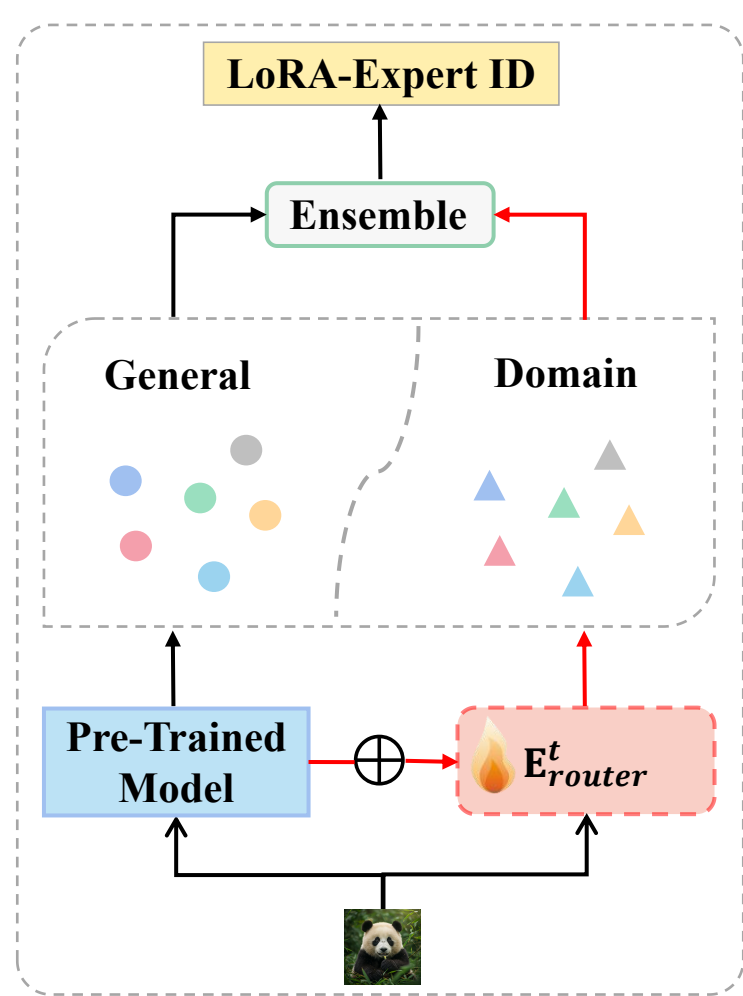 LoRA-Expert ID
Ensemble
General
Domain
Pre-Trained
Model
E^t_router